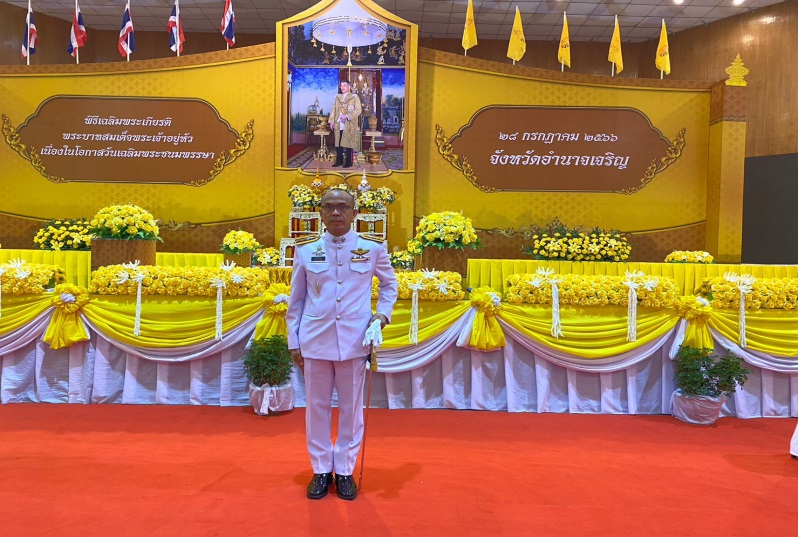 พิธีเฉลิมพระเกียรติ
พระบาทสมเด็จพระเจ้าอยู่หัว
เนื่องในโอกาสวันเฉลิมพระชนมพรรษา
๒๘ กรกฎาคม ๒๕๖๖
จังหวัดอำนาจเจริญ